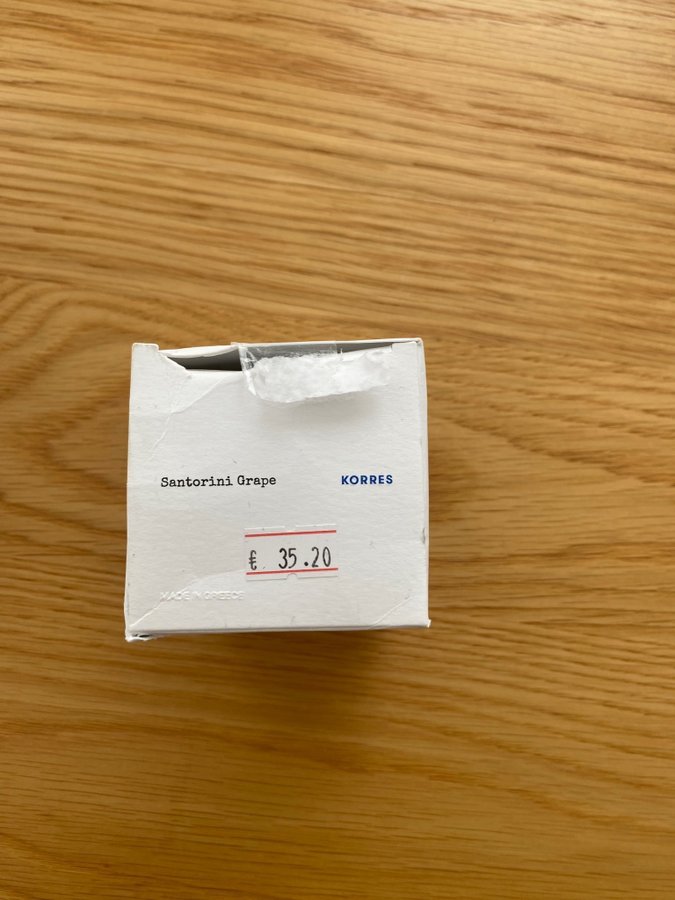 Santorini Grape KORRES
€ 35.20
MADE IN GREECE